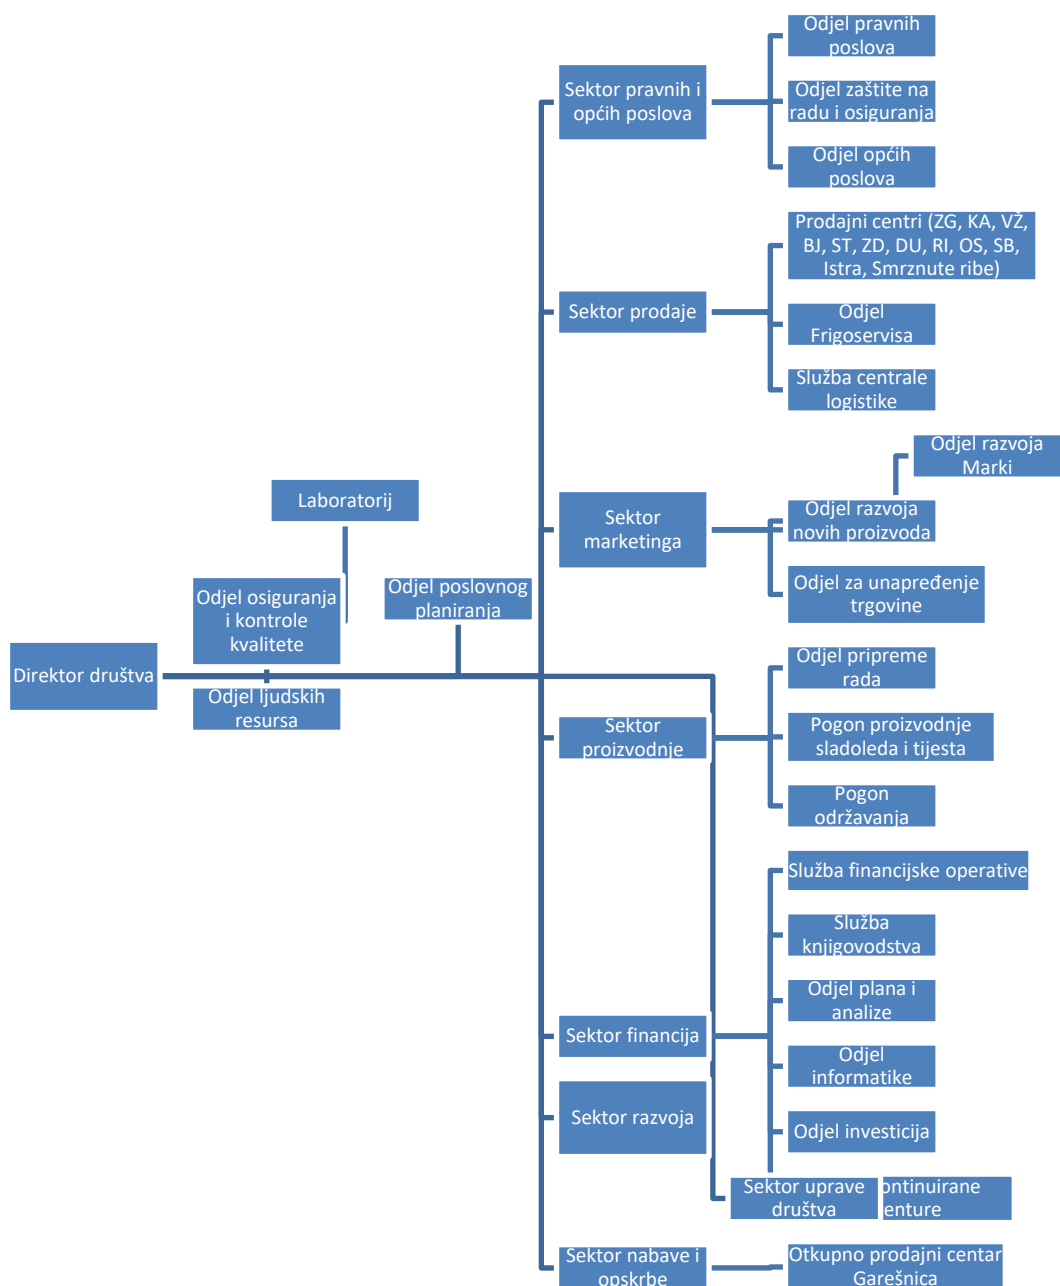 Odjel pravnih
poslova
Sektor pravnih i
općih poslova
Odjel zaštite na
radu i osiguranja
Odjel općih
poslova
Prodajni centri (ZG, KA, VŽ,
BJ, ST, ZD, DU, RI, OS, SB,
Istra, Smrznute ribe)
Sektor prodaje
Odjel
Frigoservisa
Služba centrale
logistike
Odjel razvoja
Marki
Laboratorij
Sektor
marketinga
Odjel razvoja
novih proizvoda
Odjel za unapređenje
trgovine
Odjel poslovnog
planiranja
Odjel osiguranja
i kontrole
kvalitete
Direktor društva
Odjel ljudskih
resursa
Odjel pripreme
rada
Sektor
proizvodnje
Pogon proizvodnje
sladoleda i tijesta
Pogon
održavanja
Služba financijske operative
Služba
knjigovodstva
Odjel plana i
analize
Sektor financija
Odjel
informatike
Sektor razvoja
Odjel investicija
Sektor uprave
društva
ontinuirane
enture
Sektor nabave i
opskrbe
Otkupno prodajni centar
Garešnica